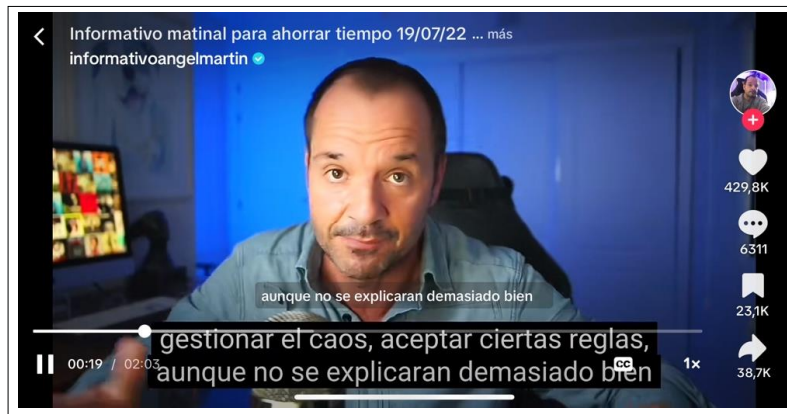 Informativo matinal para ahorrar tiempo 19/07/22 ... más
informativoangelmartin
429,8K
6311
23,1K
38,7K
aunque no se explicaran demasiado bien
gestionar el caos, aceptar ciertas reglas,
aunque no se explicaran demasiado bien
00:19 / 02:03
CC
1x